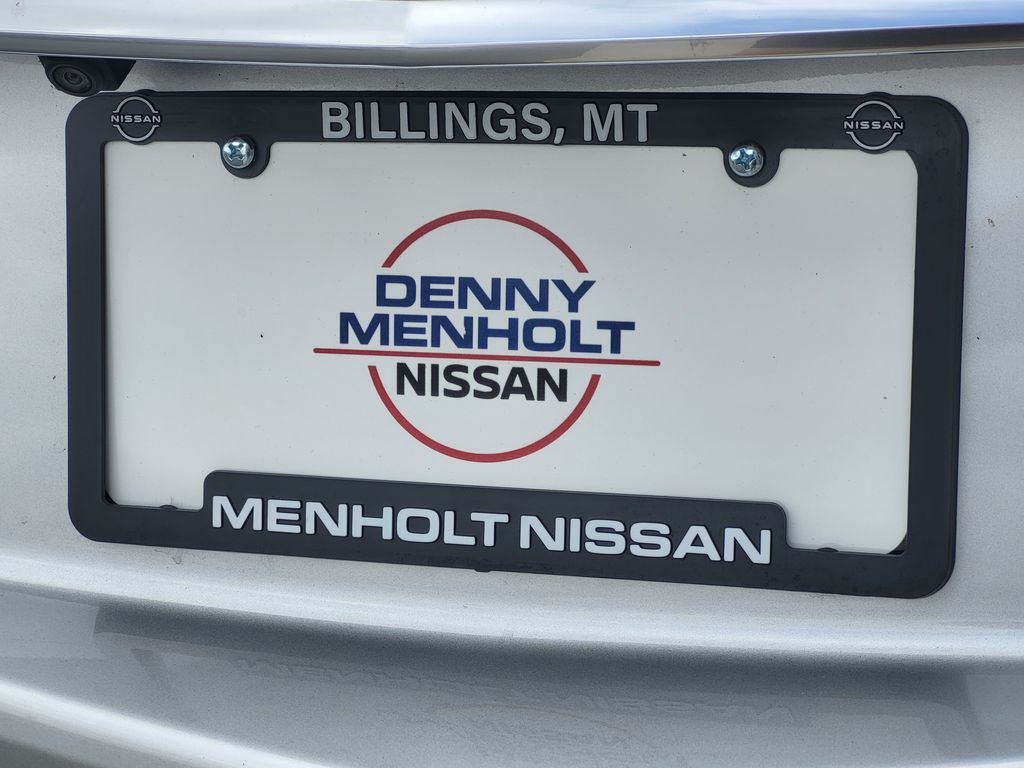 NISSAN
BILLINGS, MT
NISSAN
DENNY
MENHOLT
NISSAN
MENHOLT NISSAN